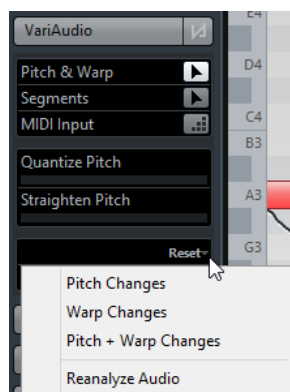 VariAudio
E4
Pitch & Warp
D4
Segments
MIDI Input
C4
B3
Quantize Pitch
Straighten Pitch
A3
Reset
G3
Pitch Changes
Warp Changes
Pitch + Warp Changes
Reanalyze Audio